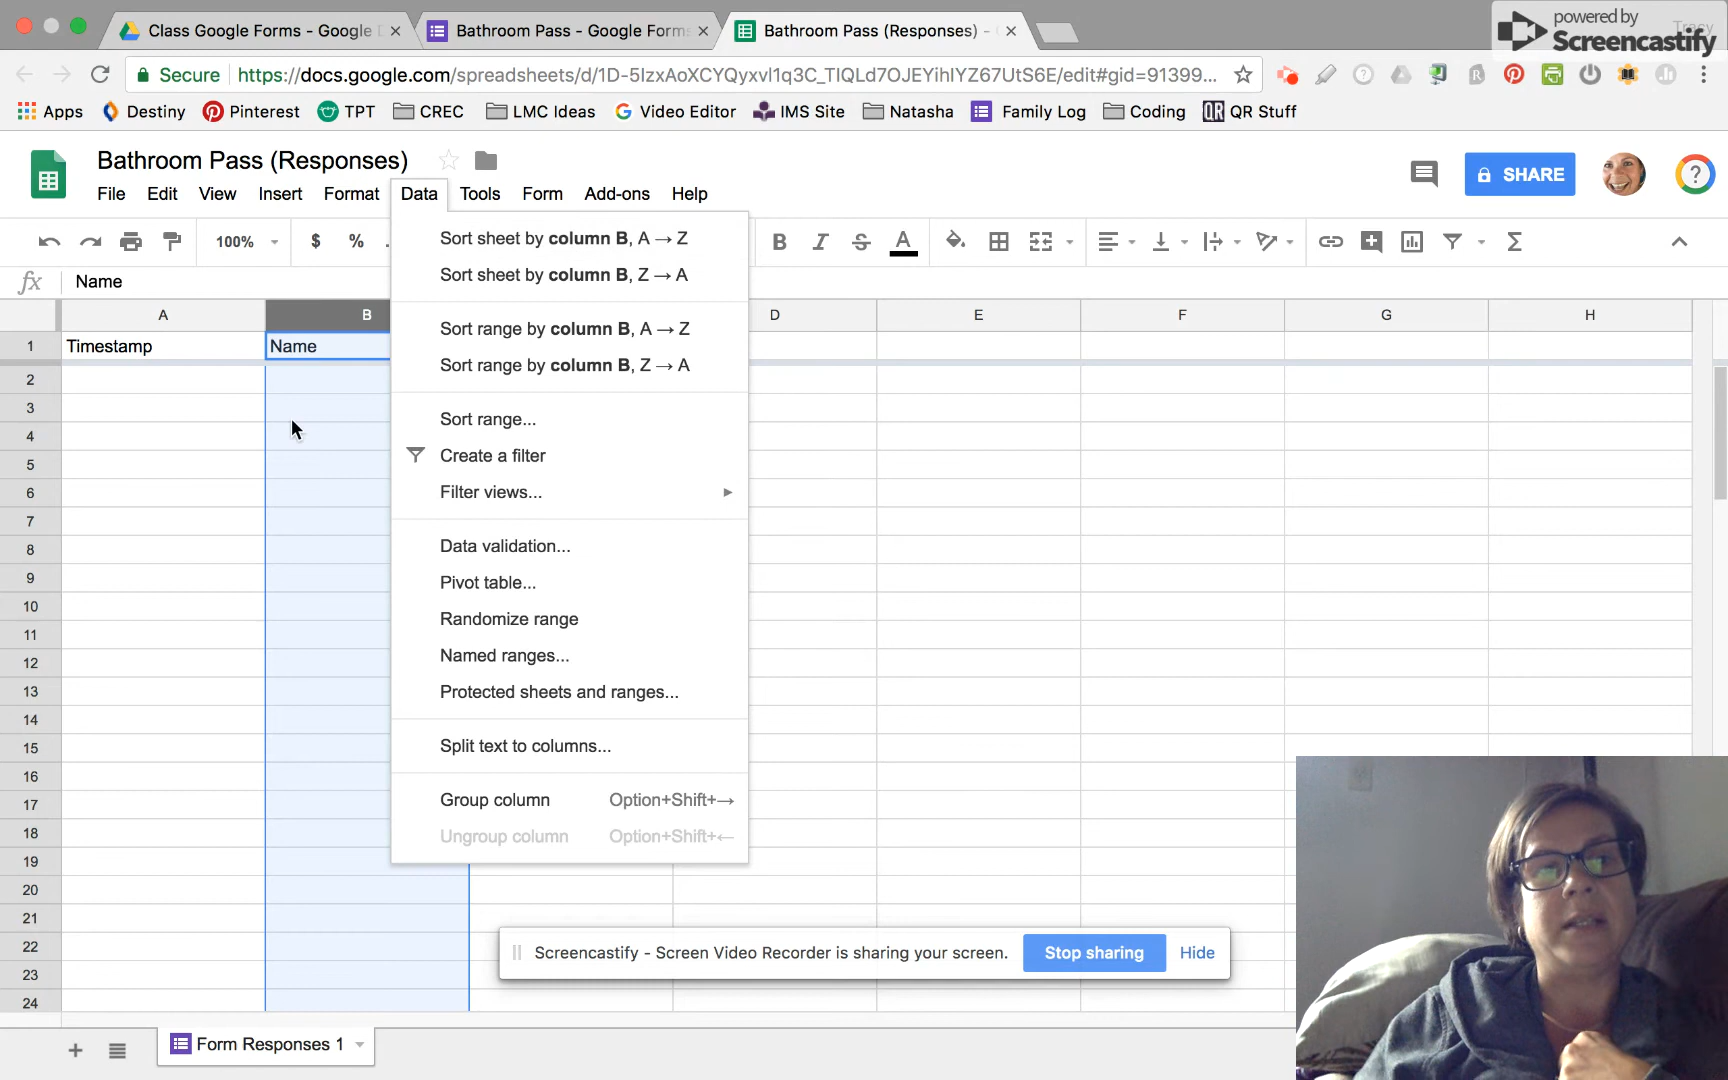 Class Google Forms - Google D
Bathroom Pass - Google Forms
Bathroom Pass (Responses) -
powered by
Screencastify
Tracy
Secure
https://docs.google.com/spreadsheets/d/1D-5IzxAoXCYQyxvl1q3C_TIQLd7OJEYihIYZ67UtS6E/edit#gid=91399...
Apps
Destiny
Pinterest
TPT
CREC
LMC Ideas
Video Editor
IMS Site
Natasha
Family Log
Coding
QR Stuff
Bathroom Pass (Responses)
SHARE
File Edit View Insert Format Data Tools Form Add-ons Help
100% $ % . B I S A Σ
fx Name
A B D E F G H
1 Timestamp Name
2
3
4
5
6
7
8
9
10
11
12
13
14
15
16
17
18
19
20
21
22
23
24
Sort sheet by column B, A → Z
Sort sheet by column B, Z → A
Sort range by column B, A → Z
Sort range by column B, Z → A
Sort range...
Create a filter
Filter views...
Data validation...
Pivot table...
Randomize range
Named ranges...
Protected sheets and ranges...
Split text to columns...
Group column Option+Shift+→
Ungroup column Option+Shift+←
Screencastify - Screen Video Recorder is sharing your screen.
Stop sharing
Hide
Form Responses 1